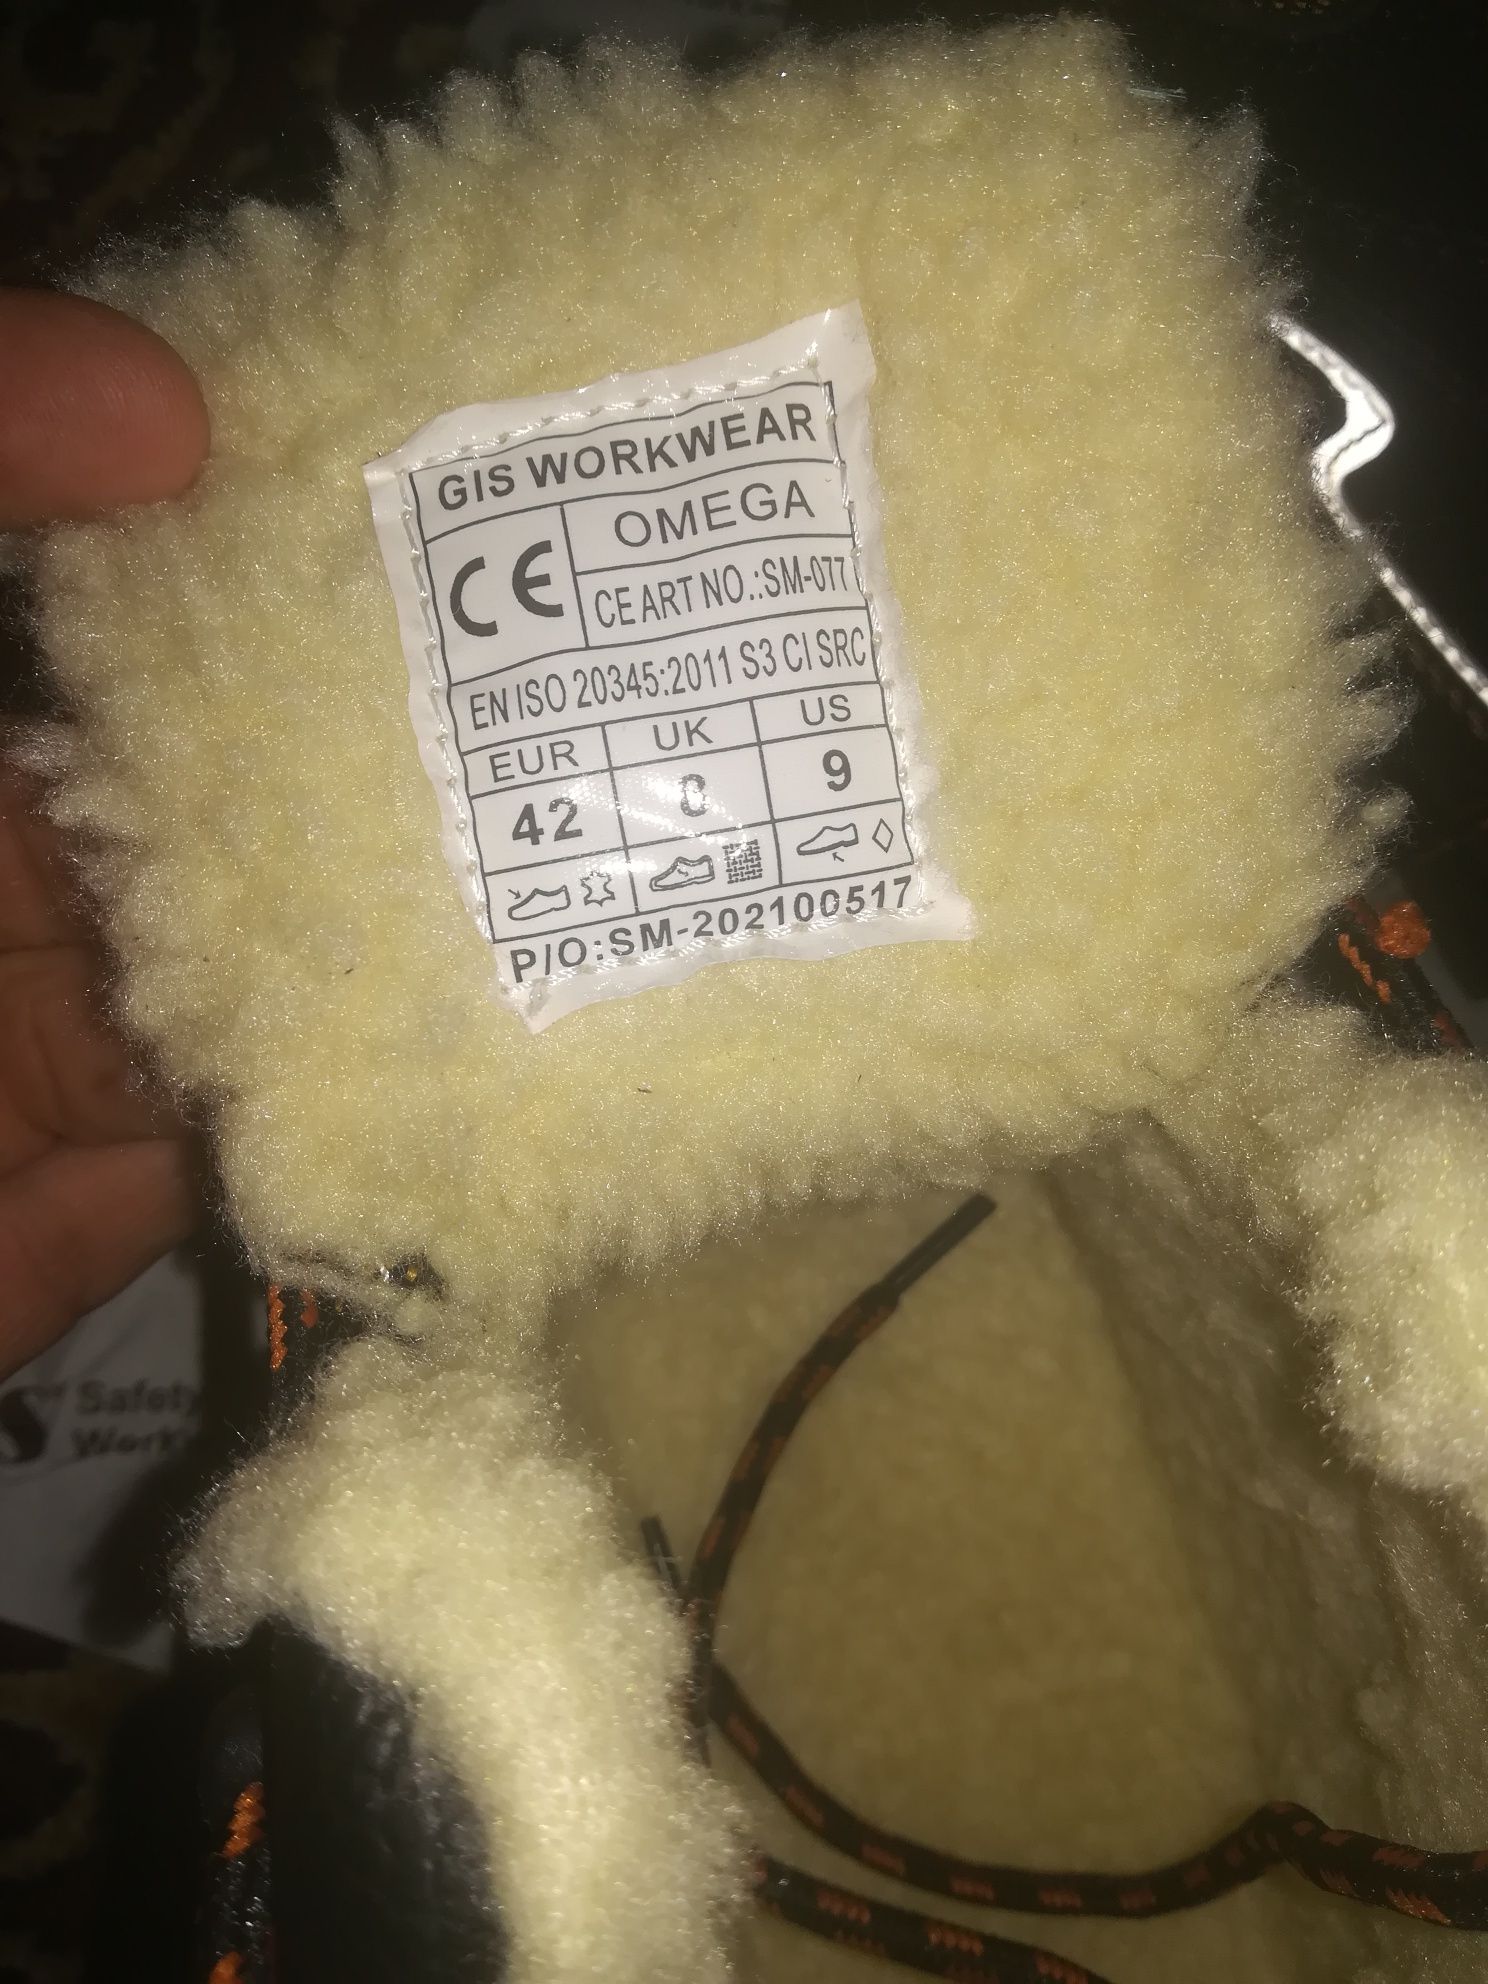 GIS WORKWEAR
CE
OMEGA
CE ART NO.:SM-077
EN ISO 20345:2011 S3 CI SRC
EUR UK US
42 8 9
P/O:SM-202100517
Safety
Work